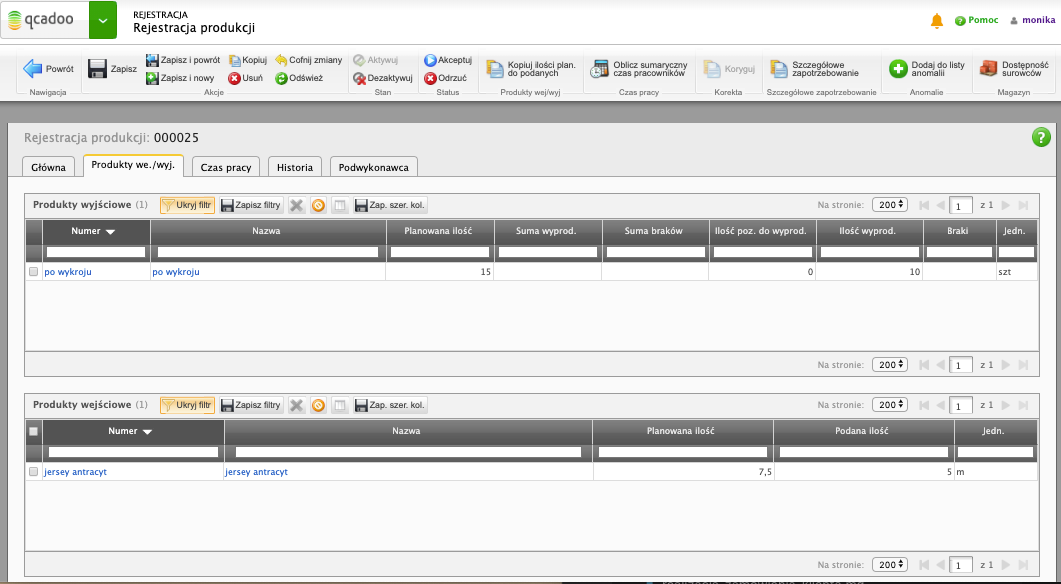 qcadoo
REJESTRACJA
Rejestracja produkcji
Pomoc
monika
Powrót
Nawigacja
Zapisz
Zapisz i powrót
Kopiuj
Cofnij zmiany
Zapisz i nowy
Usuń
Odśwież
Akcje
Aktywuj
Dezaktywuj
Stan
Akceptuj
Odrzuć
Status
Kopiuj ilości plan.
do podanych
Produkty wej/wyj
Oblicz sumaryczny
czas pracowników
Czas pracy
Koryguj
Korekta
Szczegółowe
zapotrzebowanie
Szczegółowe zapotrzebowanie
Dodaj do listy
anomalii
Anomalie
Dostępność
surowców
Magazyn
Rejestracja produkcji: 000025
?
Główna
Produkty we./wyj.
Czas pracy
Historia
Podwykonawca
Produkty wyjściowe (1)
Ukryj filtr
Zapisz filtry
Zap. szer. kol.
Na stronie: 200
1 z 1
Numer Nazwa Planowana ilość Suma wyprod. Suma braków Ilość poz. do wyprod. Ilość wyprod. Braki Jedn.
po wykroju po wykroju 15 0 10 szt
Na stronie: 200
1 z 1
Produkty wejściowe (1)
Ukryj filtr
Zapisz filtry
Zap. szer. kol.
Na stronie: 200
1 z 1
Numer Nazwa Planowana ilość Podana ilość Jedn.
jersey antracyt jersey antracyt 7,5 5 m
Na stronie: 200
1 z 1